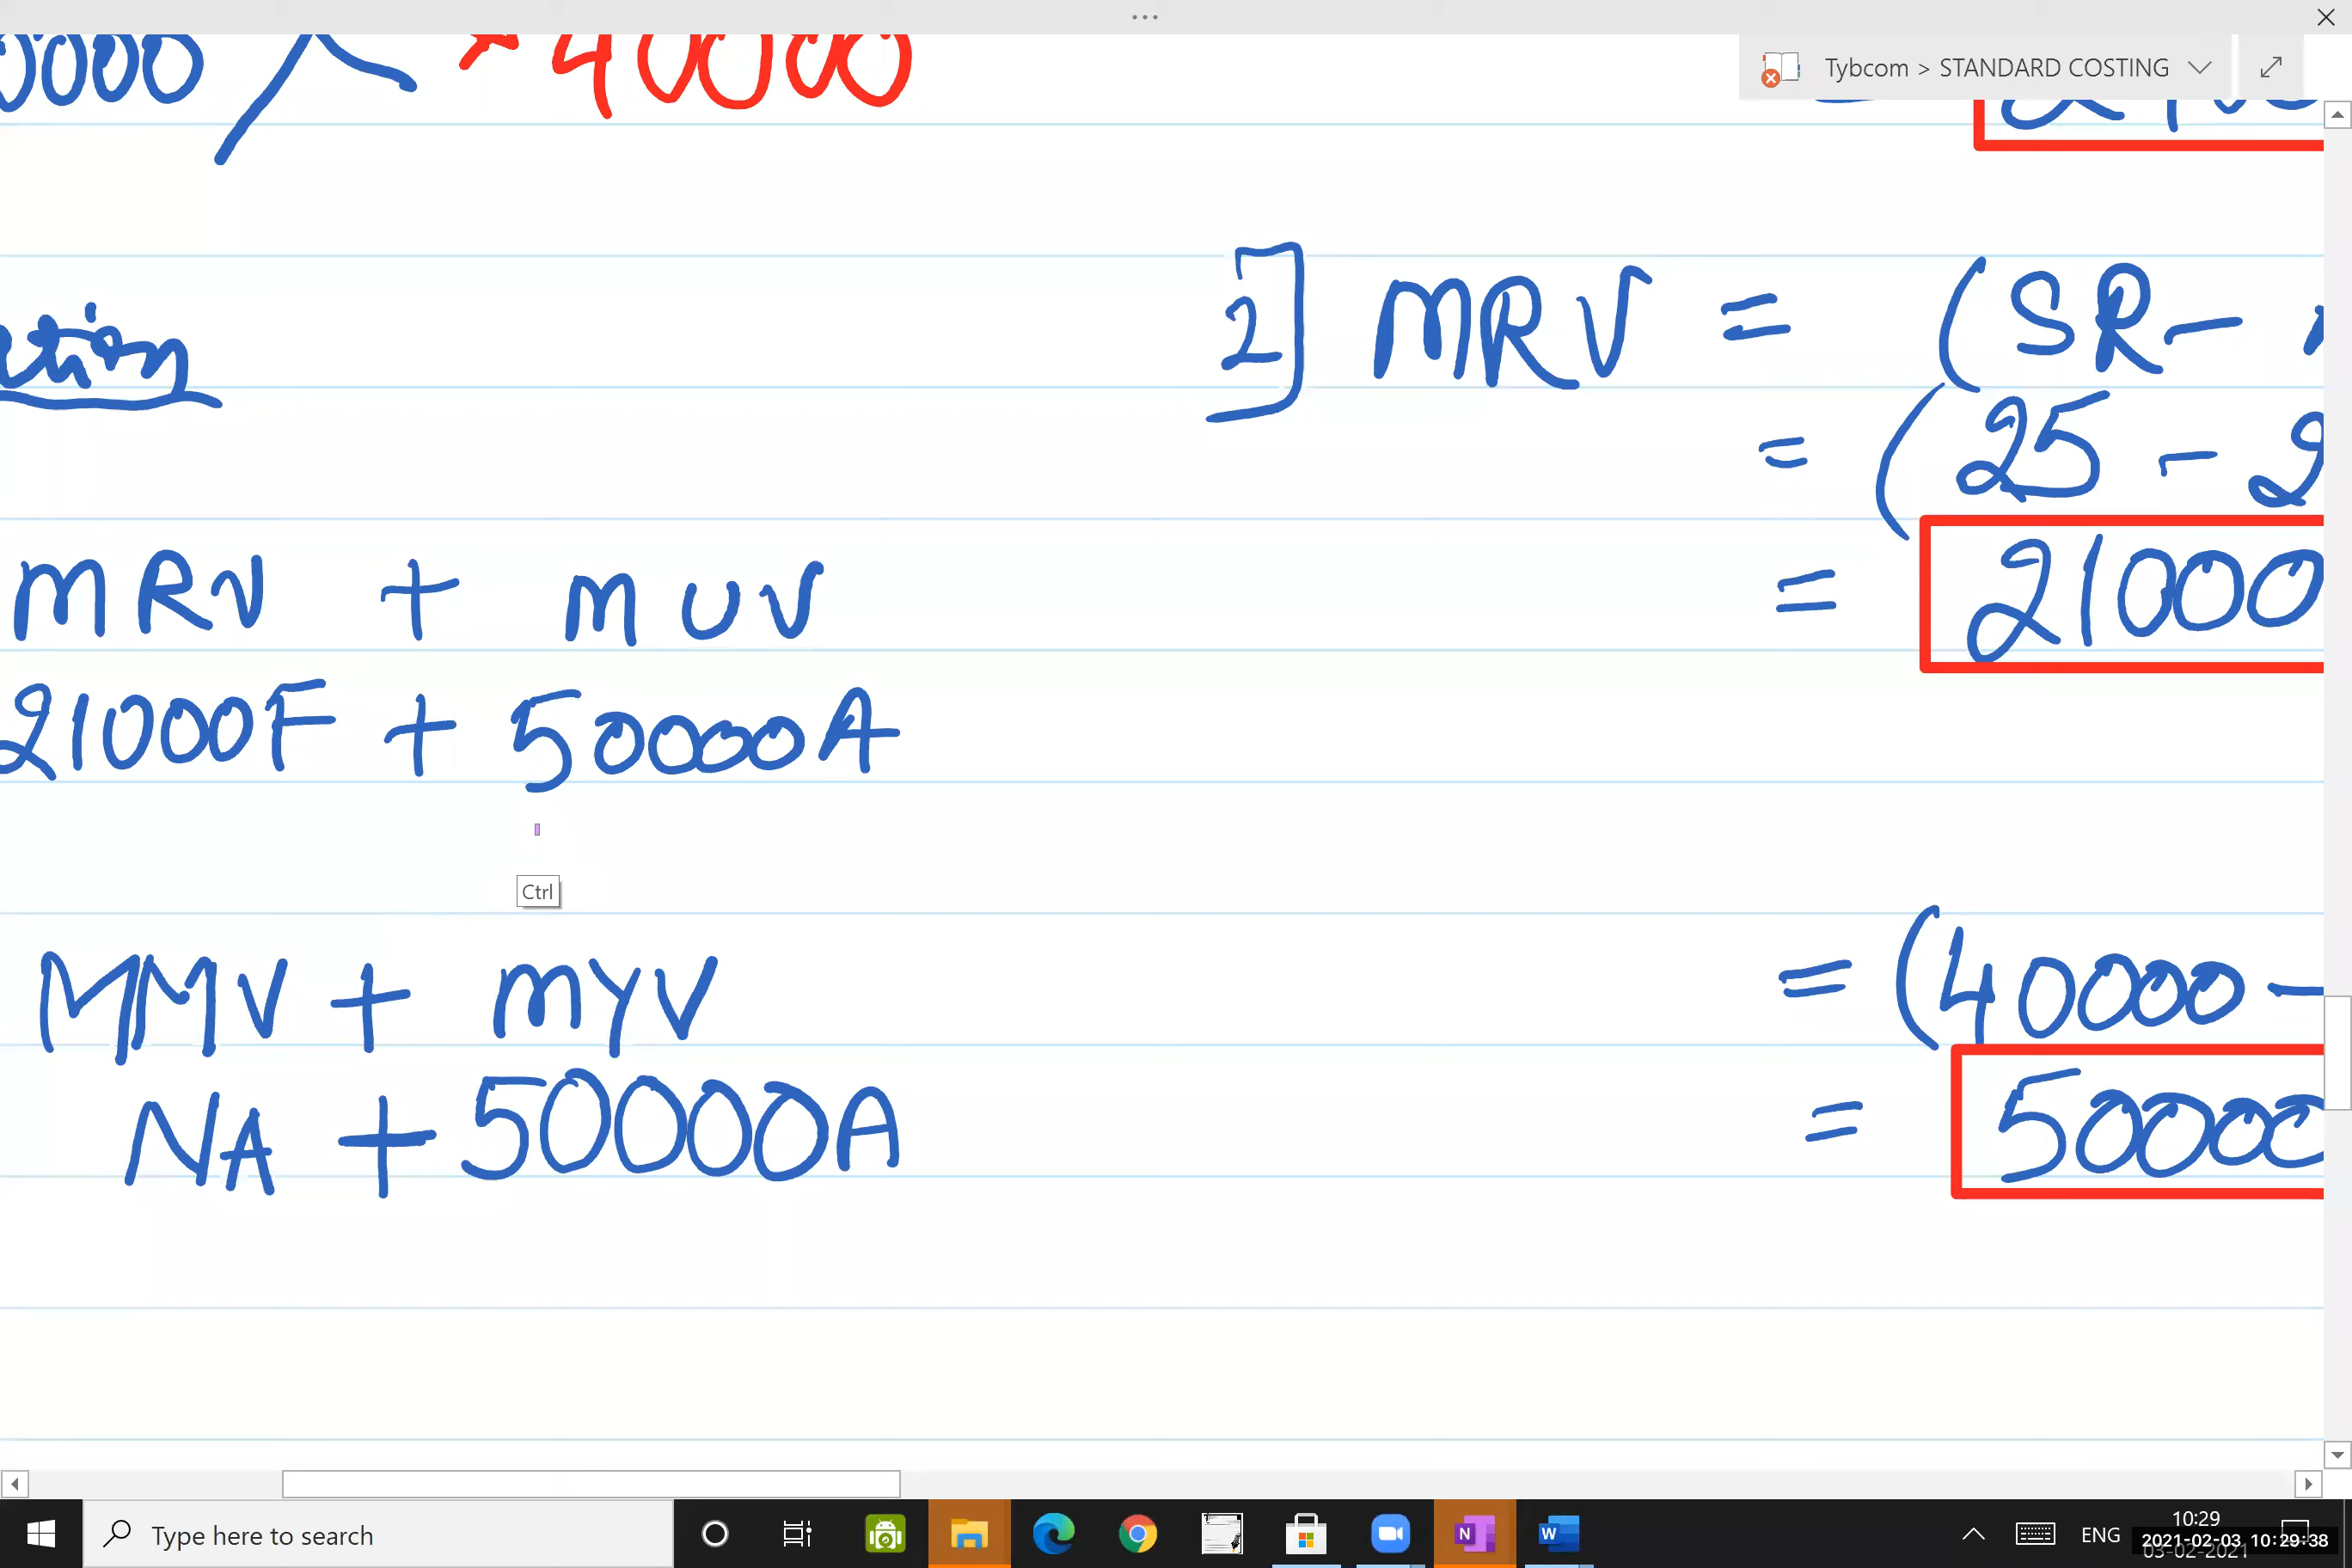 Tybcom > STANDARD COSTING
0000 * 40000
2] MRV = (SR -
= (25 - 2
MRV + MUV
= 21000
21000F + 50000A
Ctrl
MMV + MYV
= (40000 -
NA + 50000A
= 5000
Type here to search
N
W
ENG
10:29
03-02-2021
2021-02-03 10:29:38